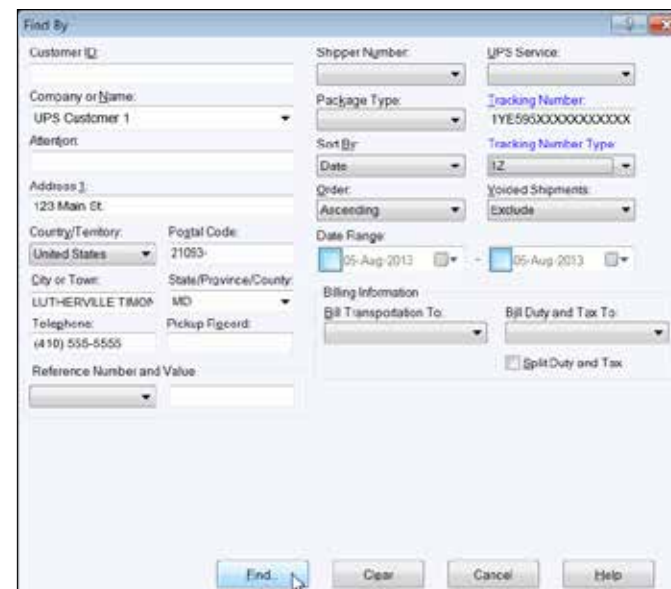 Find By
Customer ID:
Company or Name:
UPS Customer 1
Attention:
Address 1:
123 Main St.
Country/Territory:
Postal Code:
United States
21093-
City or Town:
State/Province/County:
LUTHERVILLE TIMON
MD
Telephone:
Pickup Record:
(410) 555-5555
Reference Number and Value
Shipper Number:
UPS Service:
Package Type:
Tracking Number:
1YE595XXXXXXXXXXXX
Sort By:
Tracking Number Type:
Date
1Z
Order:
Voided Shipments:
Ascending
Exclude
Date Range:
05-Aug-2013
-
05-Aug-2013
Billing Information
Bill Transportation To:
Bill Duty and Tax To:
Split Duty and Tax
Find..
Clear
Cancel
Help